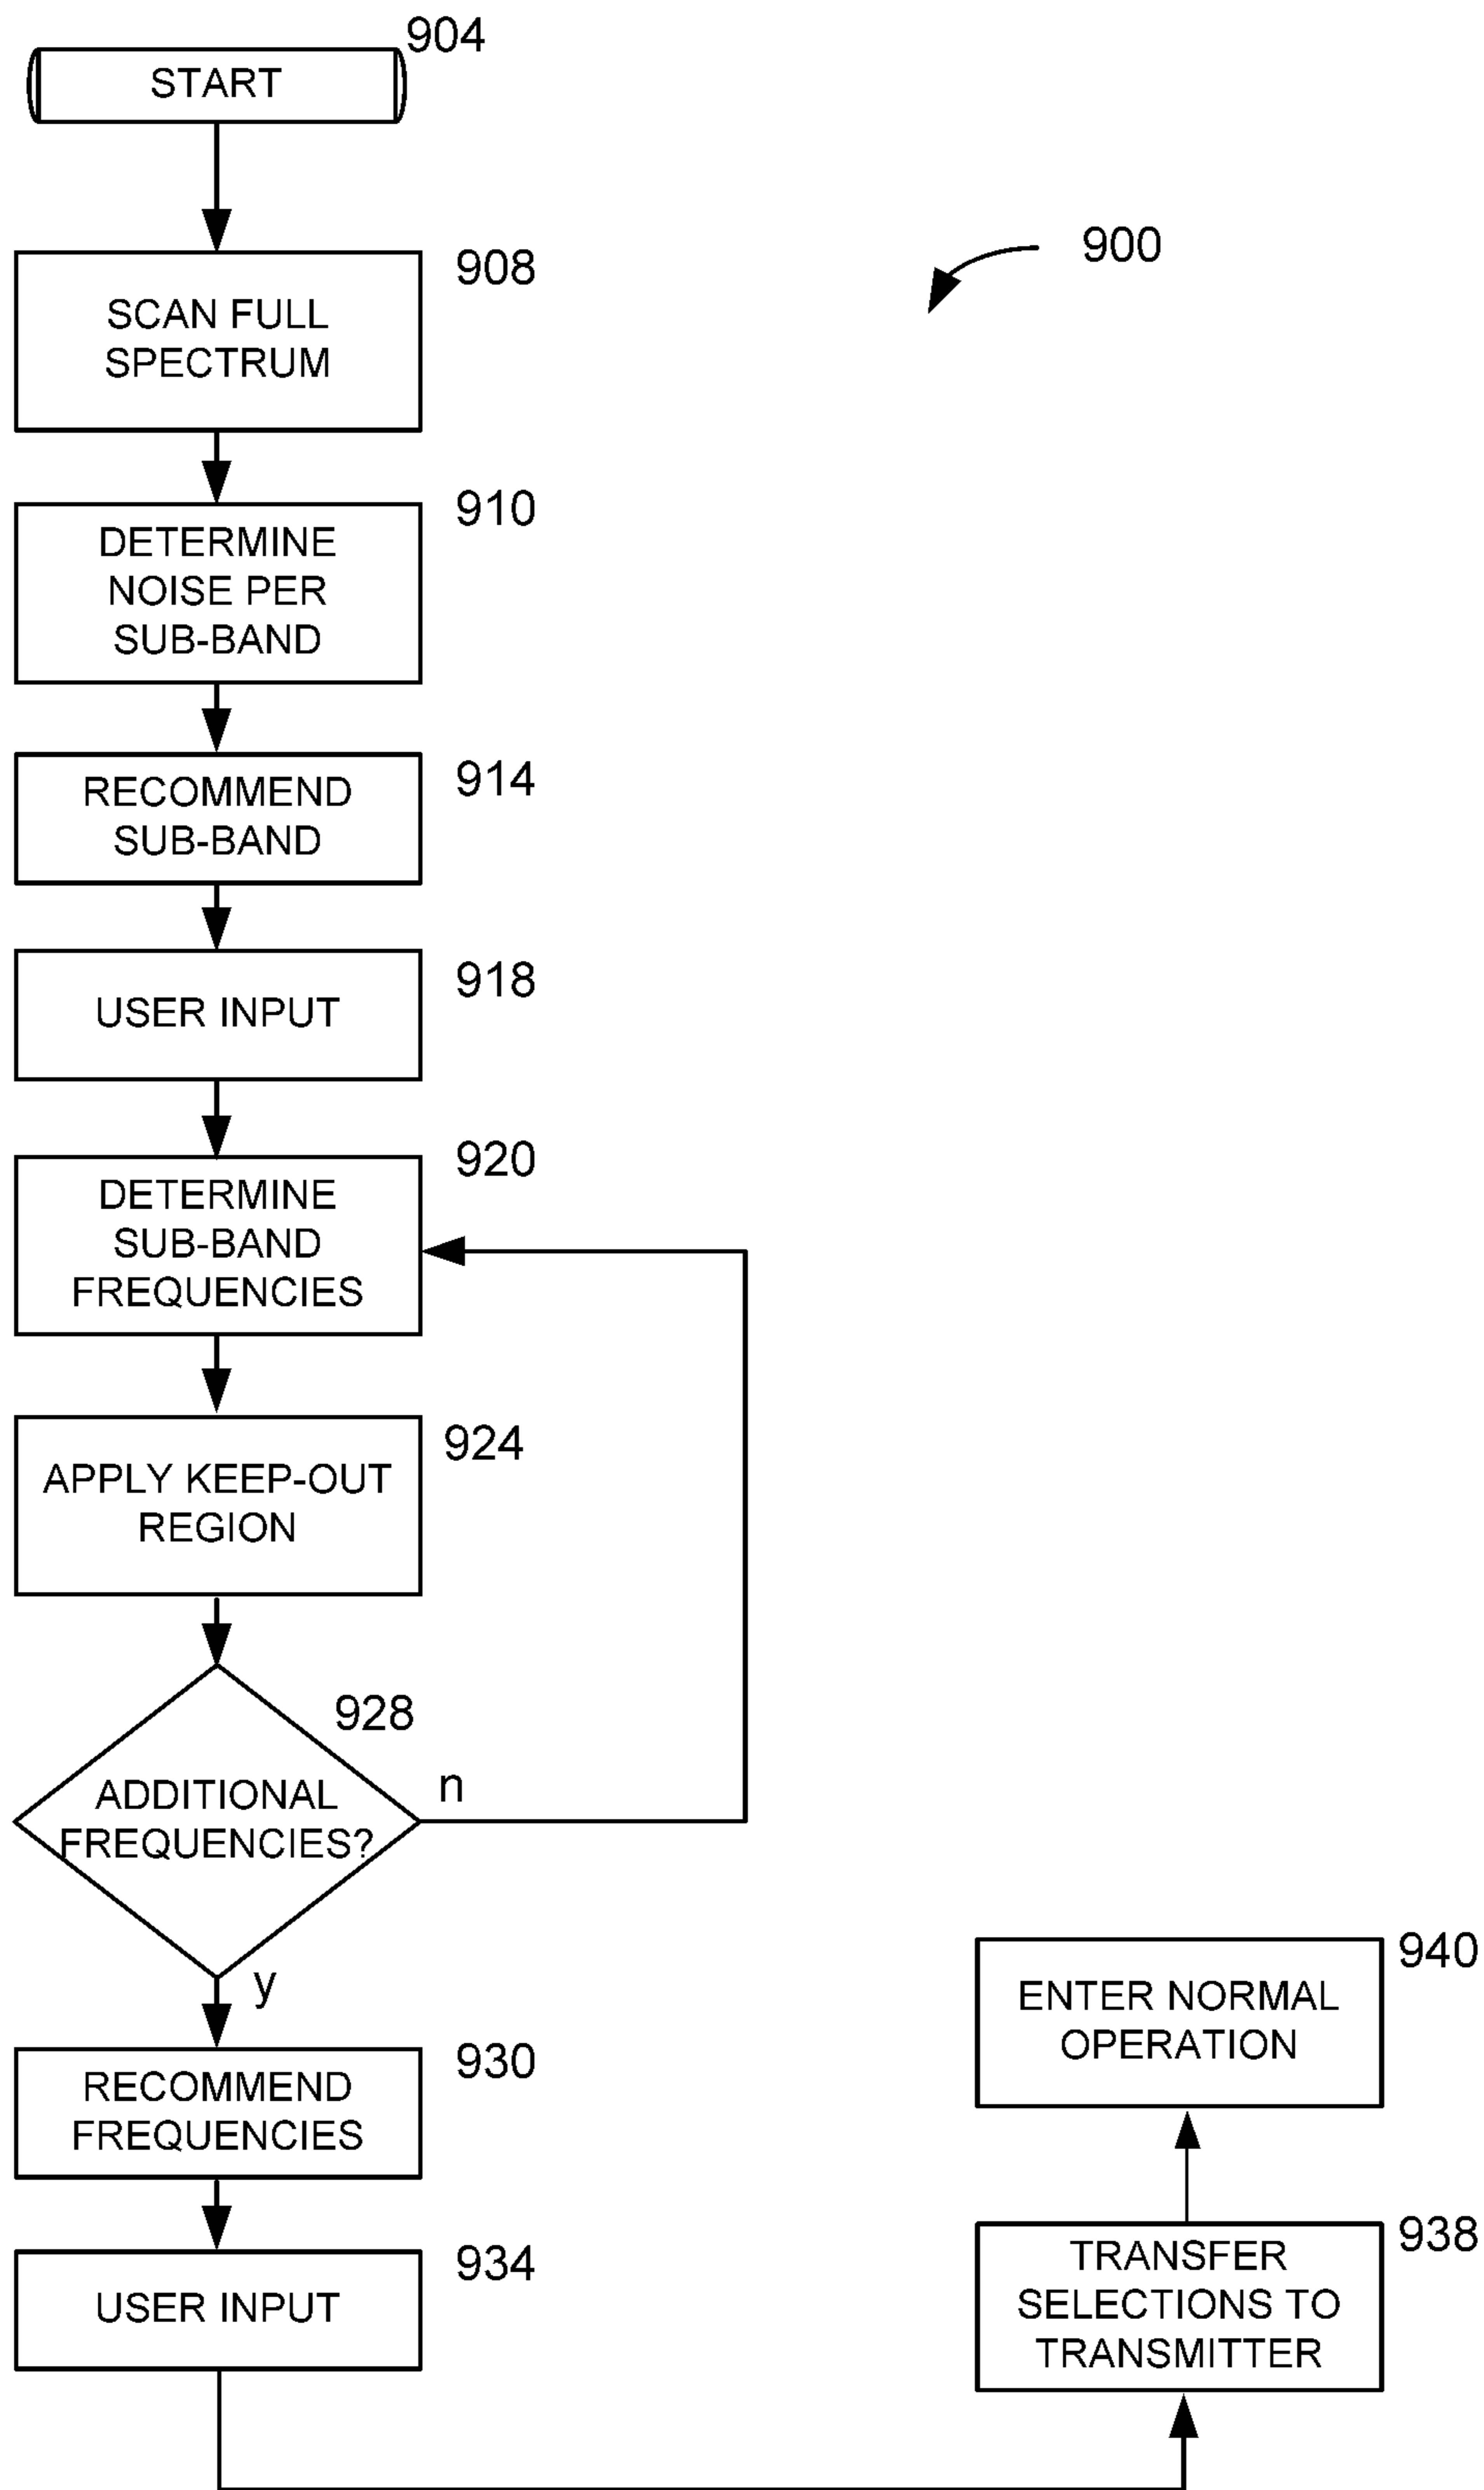 904
START
900
908
SCAN FULL
SPECTRUM
910
DETERMINE
NOISE PER
SUB-BAND
914
RECOMMEND
SUB-BAND
918
USER INPUT
920
DETERMINE
SUB-BAND
FREQUENCIES
924
APPLY KEEP-OUT
REGION
928
ADDITIONAL
FREQUENCIES?
n
y
930
RECOMMEND
FREQUENCIES
934
USER INPUT
938
TRANSFER
SELECTIONS TO
TRANSMITTER
940
ENTER NORMAL
OPERATION